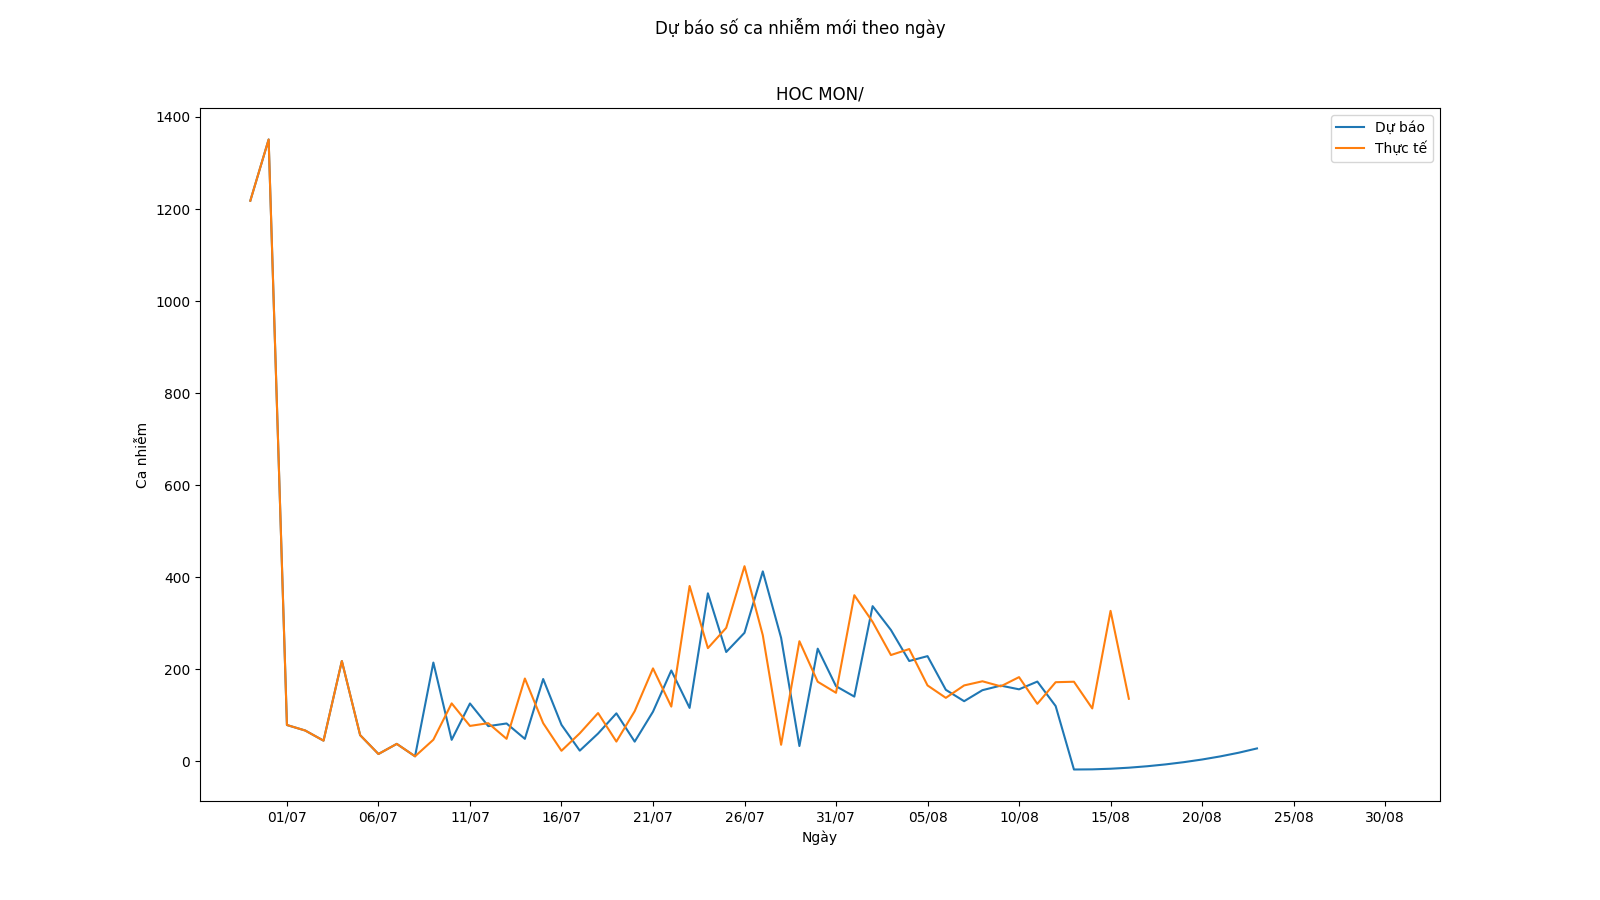 Dự báo số ca nhiễm mới theo ngày
HOC MON/
Dự báo
Thực tế
1400
1200
1000
800
600
400
200
0
Ca nhiễm
01/07 06/07 11/07 16/07 21/07 26/07 31/07 05/08 10/08 15/08 20/08 25/08 30/08
Ngày